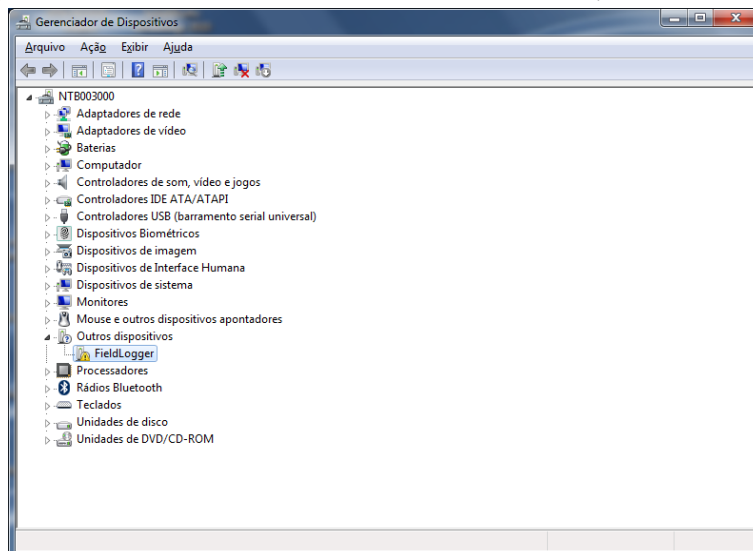 Gerenciador de Dispositivos
Arquivo Ação Exibir Ajuda
NTB003000
Adaptadores de rede
Adaptadores de vídeo
Baterias
Computador
Controladores de som, vídeo e jogos
Controladores IDE ATA/ATAPI
Controladores USB (barramento serial universal)
Dispositivos Biométricos
Dispositivos de imagem
Dispositivos de Interface Humana
Dispositivos de sistema
Monitores
Mouse e outros dispositivos apontadores
Outros dispositivos
FieldLogger
Processadores
Rádios Bluetooth
Teclados
Unidades de disco
Unidades de DVD/CD-ROM